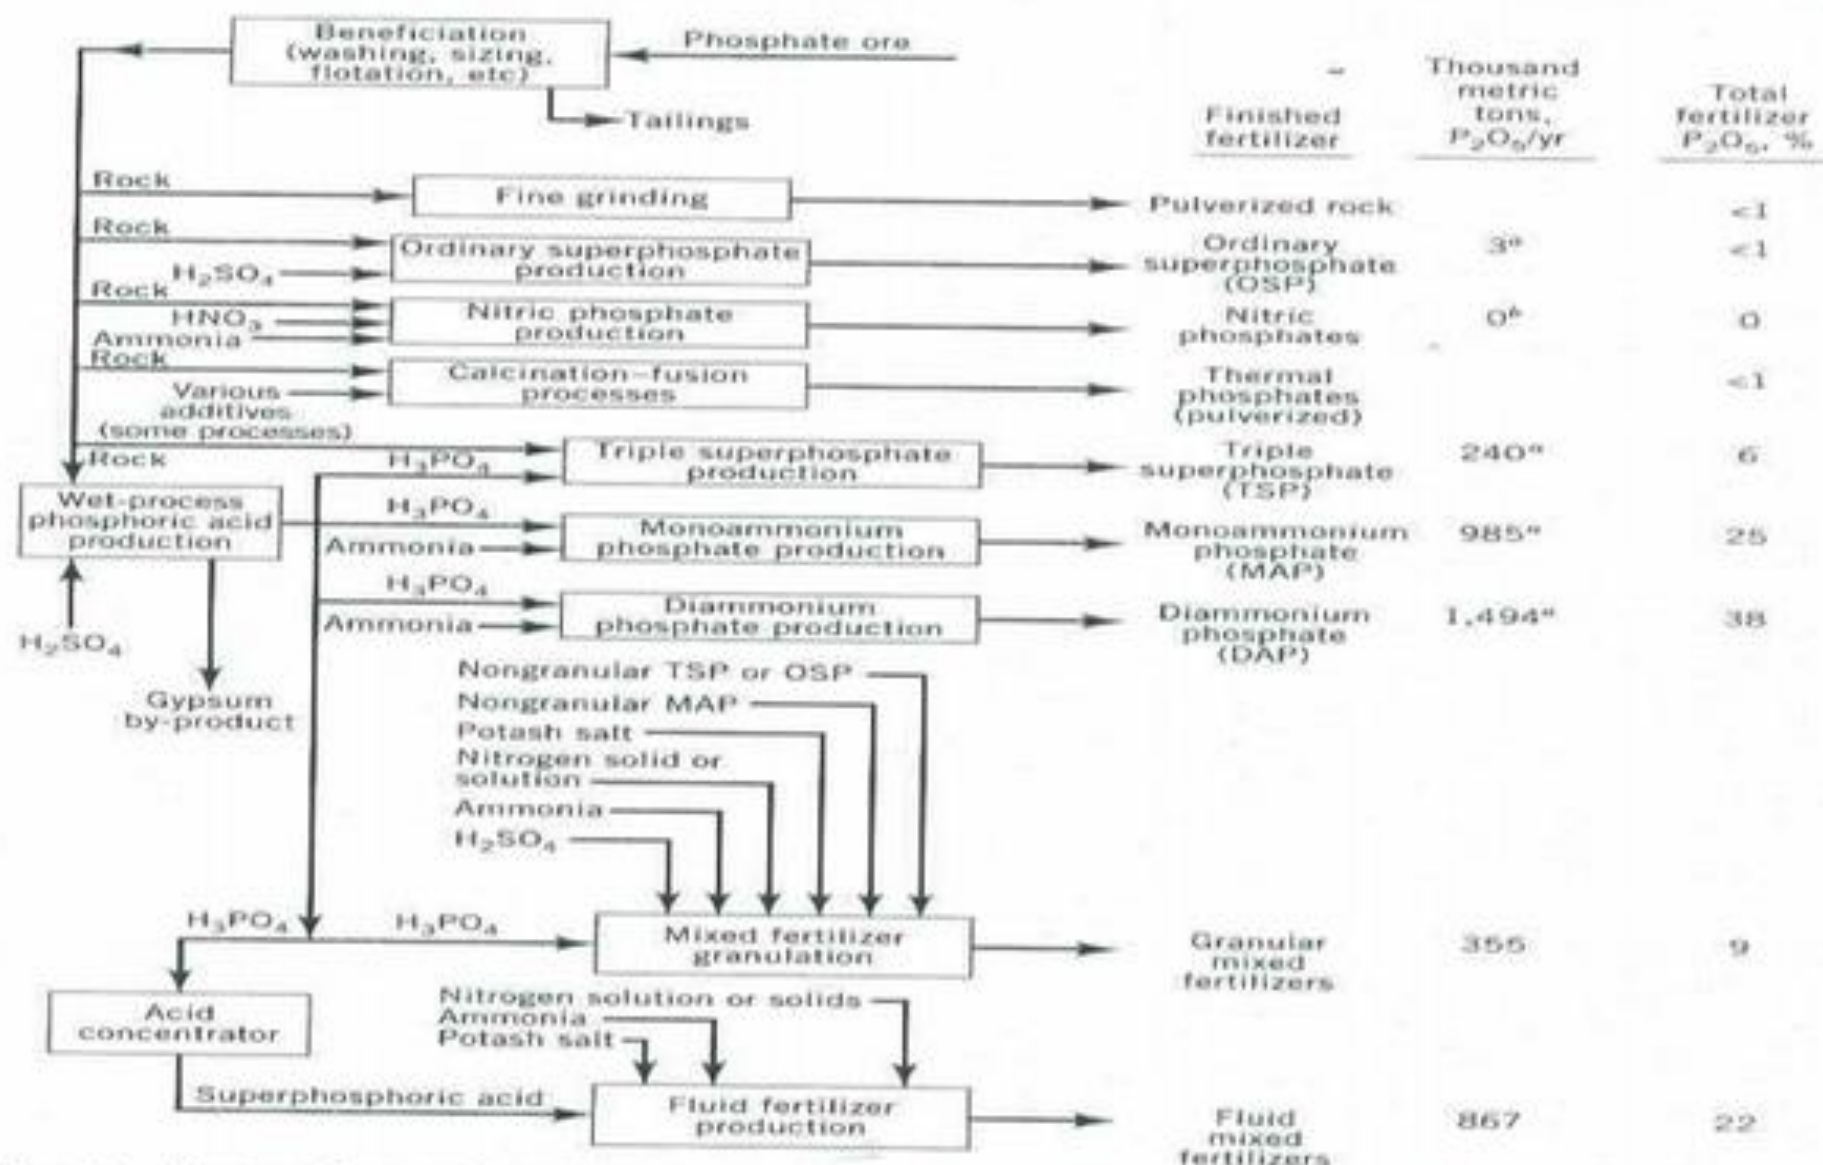 Beneficiation
(washing, sizing,
flotation, etc)
Phosphate ore
Tailings
Finished
fertilizer
Thousand
metric
tons,
P₂O₅/yr
Total
fertilizer
P₂O₅, %
Rock
Fine grinding
Pulverized rock
<1
Rock
H₂SO₄
Ordinary superphosphate
production
Ordinary
superphosphate
(OSP)
3ᵃ
<1
Rock
HNO₃
Ammonia
Nitric phosphate
production
Nitric
phosphates
0ᵇ
0
Rock
Various
additives
(some processes)
Calcination–fusion
processes
Thermal
phosphates
(pulverized)
<1
Rock
H₃PO₄
Triple superphosphate
production
Triple
superphosphate
(TSP)
240ᵃ
6
Wet-process
phosphoric acid
production
H₂SO₄
Gypsum
by-product
H₃PO₄
Ammonia
Monoammonium
phosphate production
Monoammonium
phosphate
(MAP)
985ᵃ
25
H₃PO₄
Ammonia
Diammonium
phosphate production
Diammonium
phosphate
(DAP)
1,494ᵃ
38
Nongranular TSP or OSP
Nongranular MAP
Potash salt
Nitrogen solid or
solution
Ammonia
H₂SO₄
H₃PO₄
H₃PO₄
Mixed fertilizer
granulation
Granular
mixed
fertilizers
355
9
Acid
concentrator
Nitrogen solution or solids
Ammonia
Potash salt
Superphosphoric acid
Fluid fertilizer
production
Fluid
mixed
fertilizers
867
22